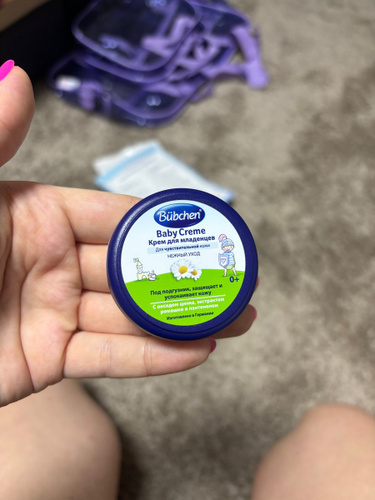 Bübchen
Baby Creme
Крем для младенцев
Для чувствительной кожи
НЕЖНЫЙ УХОД
Под подгузник, защищает и
успокаивает кожу
С оксидом цинка, экстрактом
ромашки и пантенолом
Изготовлено в Германии
0+